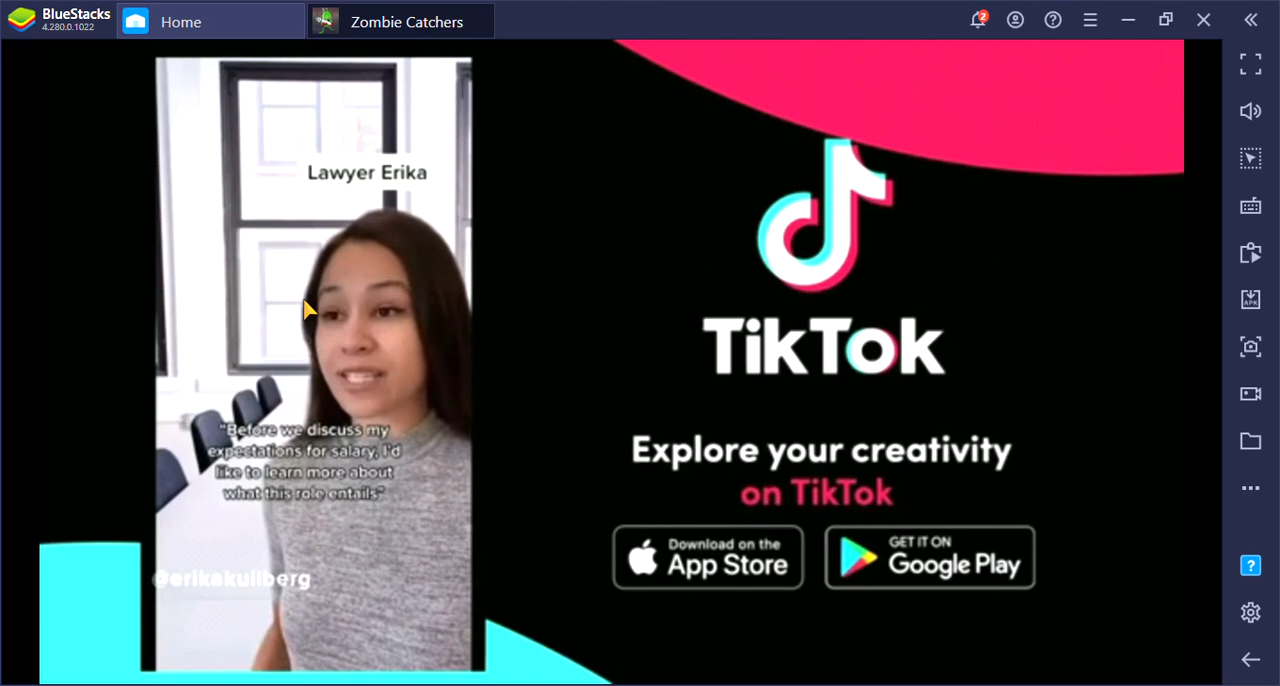 BlueStacks
4.280.0.1022
Home
Zombie Catchers
2
Lawyer Erika
"Before we discuss my
expectations for salary, I'd
like to learn more about
what this role entails"
@erikakullberg
TikTok
Explore your creativity
on TikTok
Download on the
App Store
GET IT ON
Google Play
APK
?